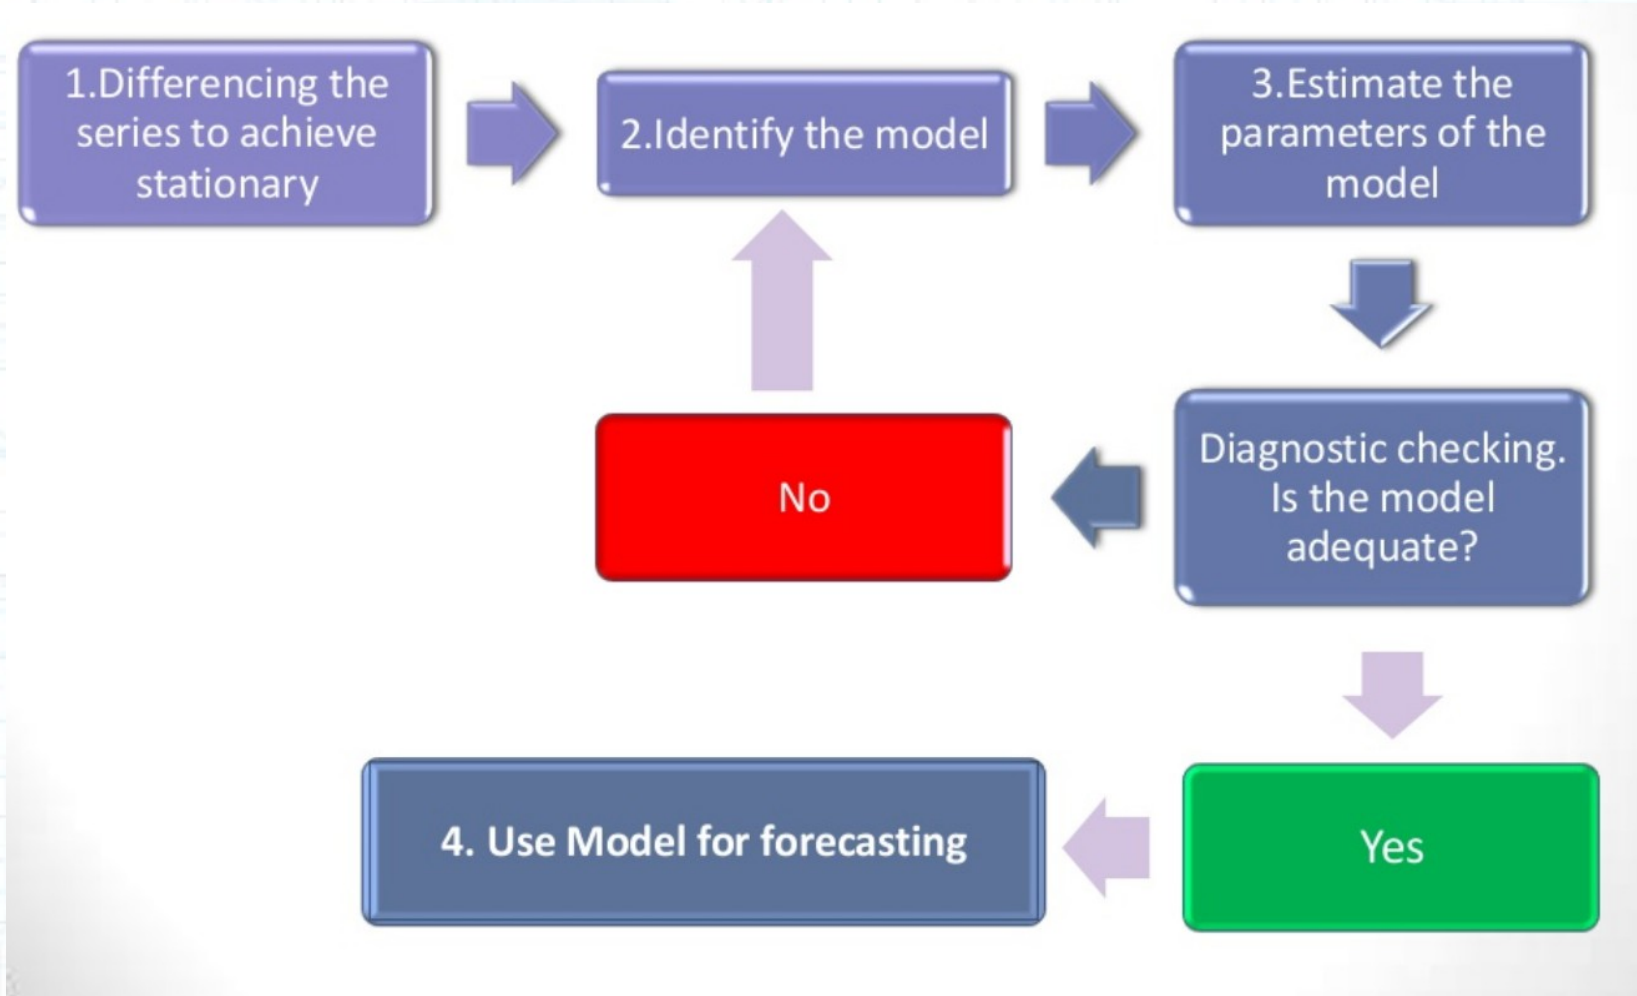 1.Differencing the
series to achieve
stationary
2.Identify the model
3.Estimate the
parameters of the
model
Diagnostic checking.
Is the model
adequate?
No
Yes
4. Use Model for forecasting